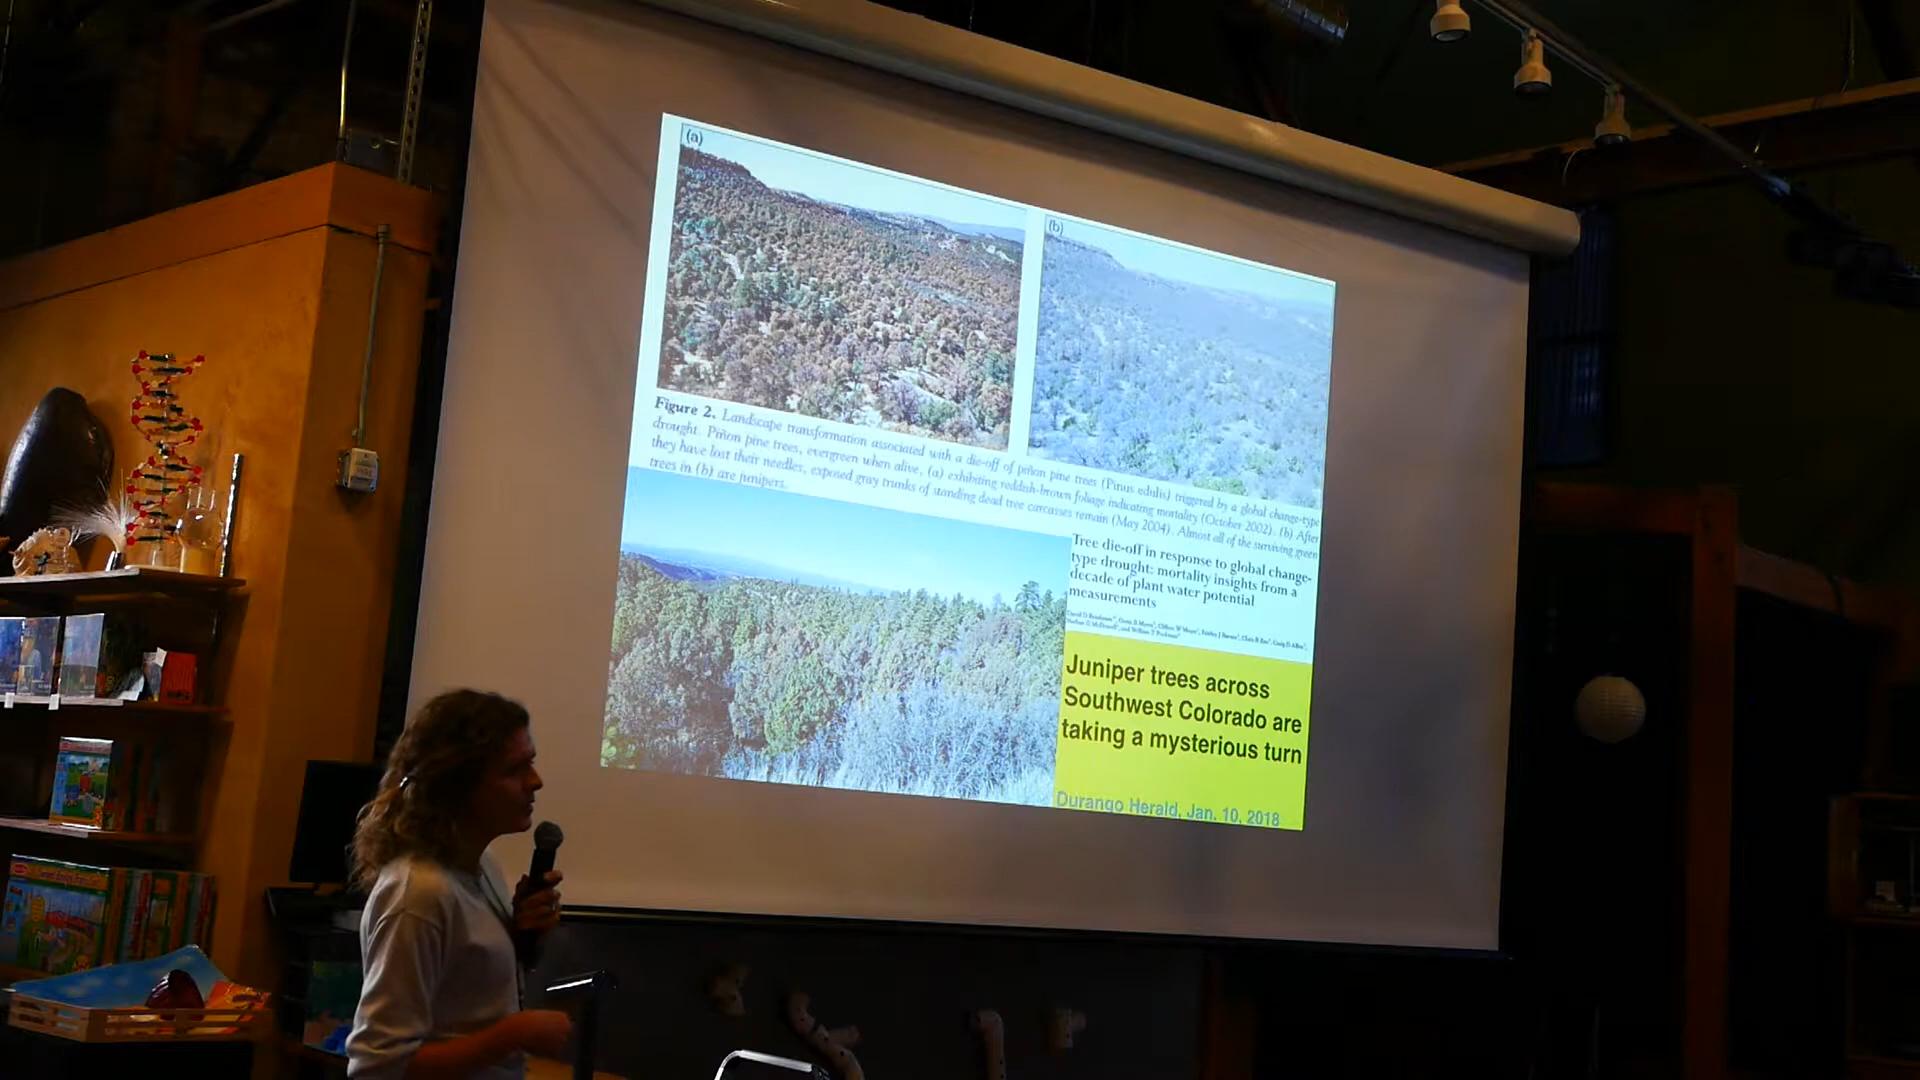 (a)
(b)
Figure 2. Landscape transformation associated with a die-off of piñon pine trees (Pinus edulis) triggered by a global change-type
drought. Piñon pine trees, evergreen when alive, (a) exhibiting reddish-brown foliage indicating mortality (October 2002). (b) After
they have lost their needles, exposed gray trunks of standing dead tree carcasses remain (May 2004). Almost all of the surviving green
trees in (b) are junipers.
Tree die-off in response to global change-
type drought: mortality insights from a
decade of plant water potential
measurements
Juniper trees across
Southwest Colorado are
taking a mysterious turn
Durango Herald, Jan. 10, 2018